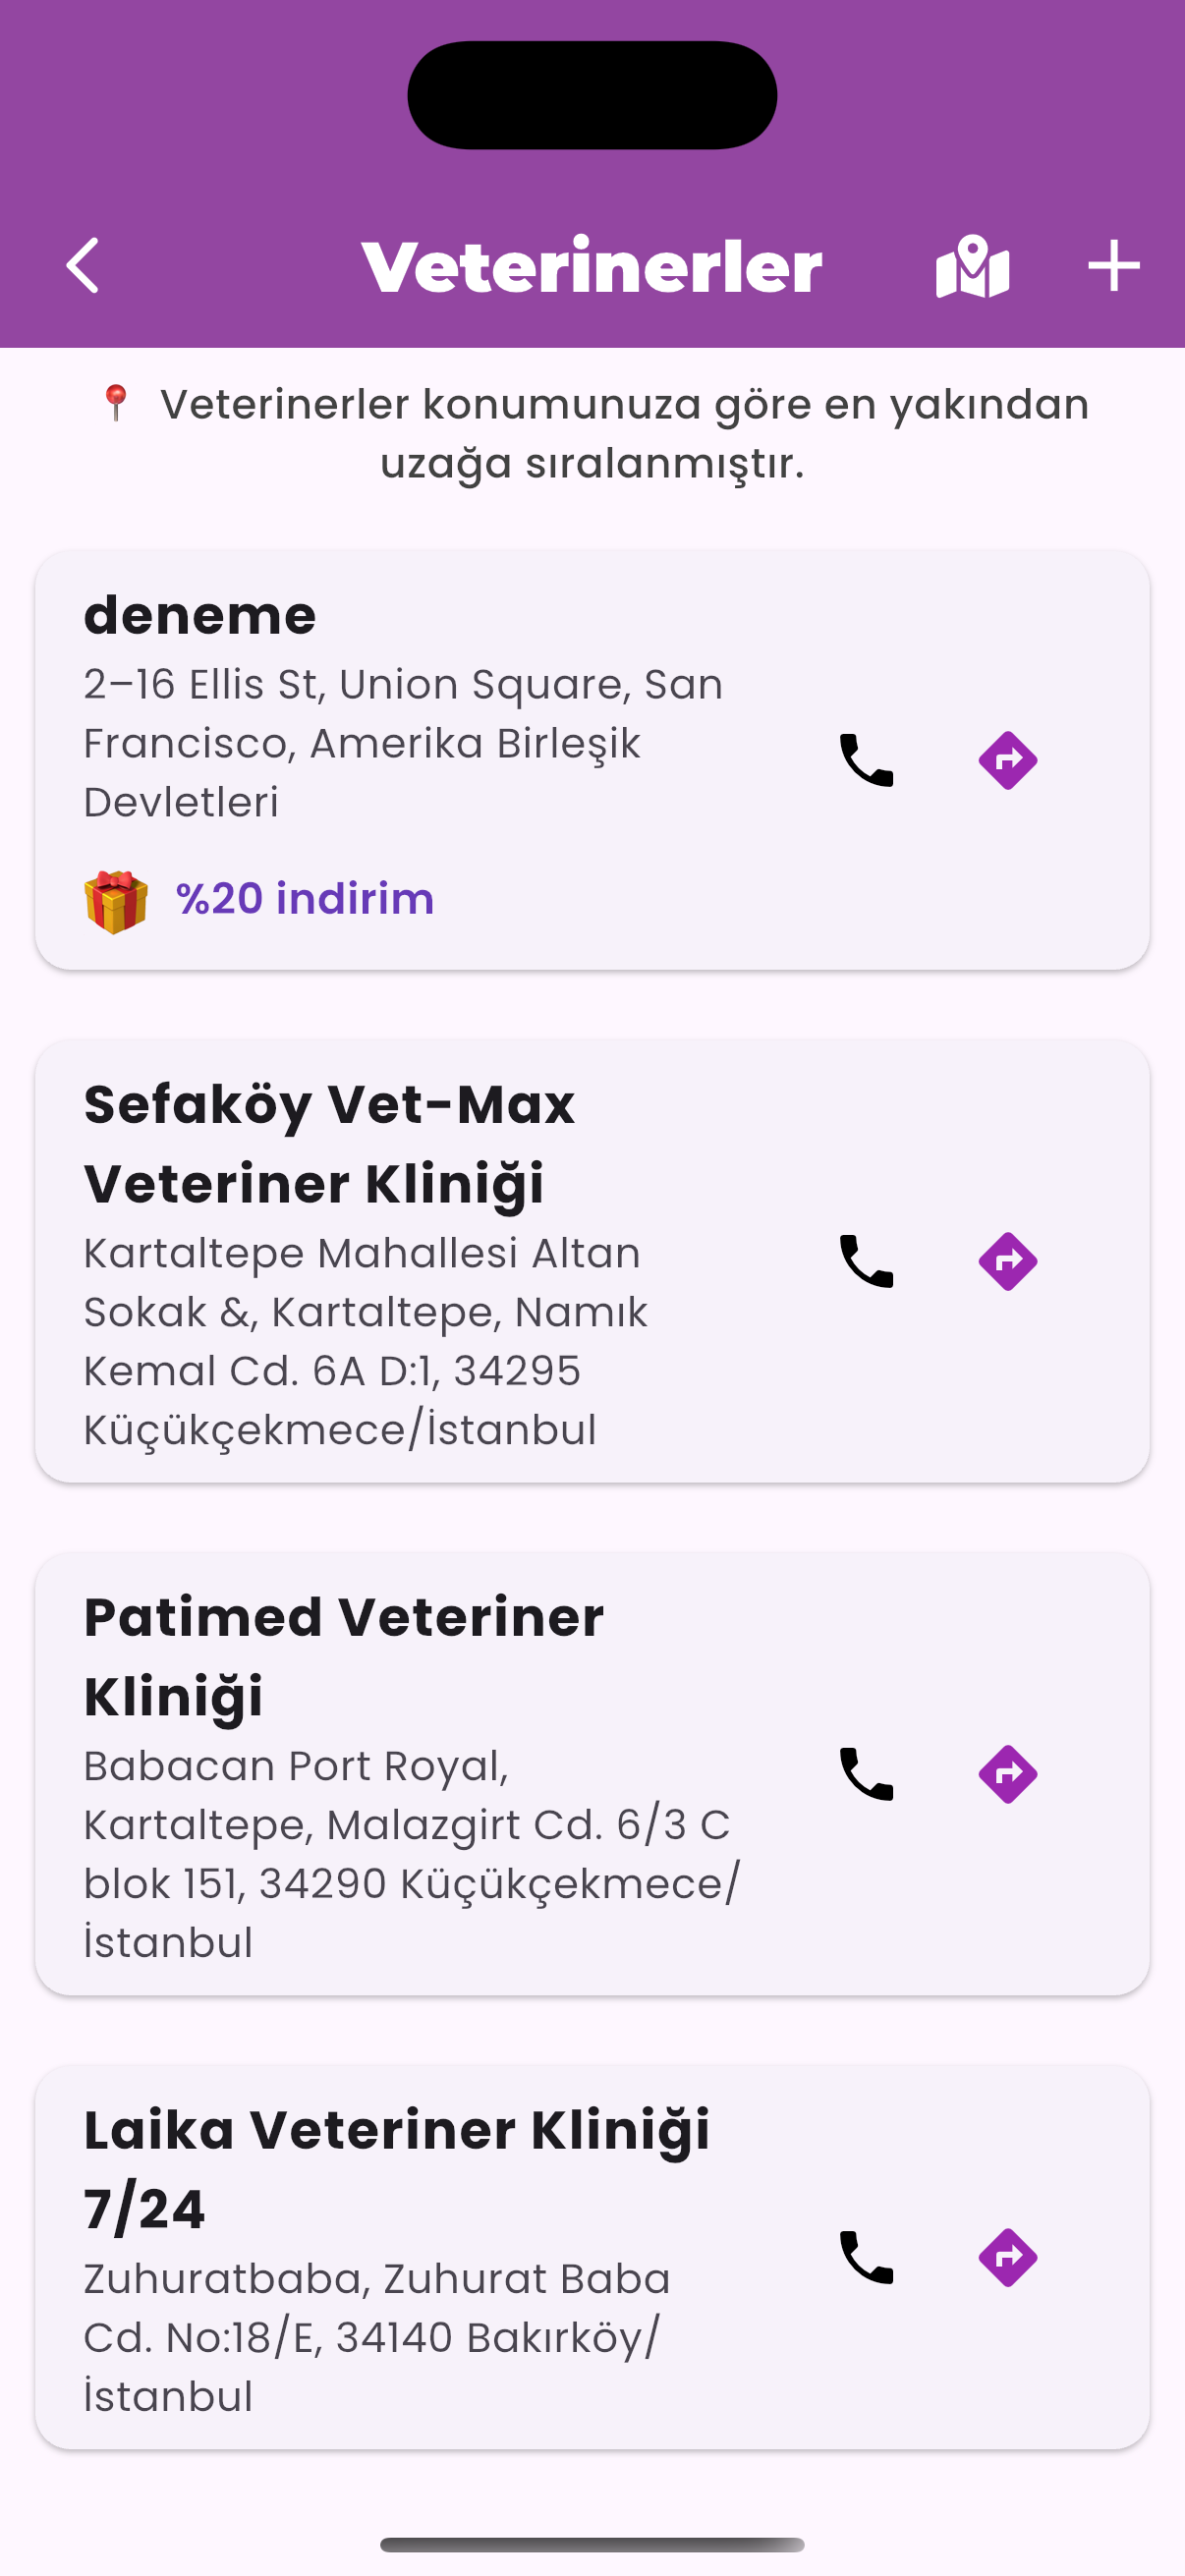 Veterinerler
Veterinerler konumunuza göre en yakından
uzağa sıralanmıştır.
deneme
2–16 Ellis St, Union Square, San
Francisco, Amerika Birleşik
Devletleri
%20 indirim
Sefaköy Vet-Max
Veteriner Kliniği
Kartaltepe Mahallesi Altan
Sokak &, Kartaltepe, Namık
Kemal Cd. 6A D:1, 34295
Küçükçekmece/İstanbul
Patimed Veteriner
Kliniği
Babacan Port Royal,
Kartaltepe, Malazgirt Cd. 6/3 C
blok 151, 34290 Küçükçekmece/
İstanbul
Laika Veteriner Kliniği
7/24
Zuhuratbaba, Zuhurat Baba
Cd. No:18/E, 34140 Bakırköy/
İstanbul